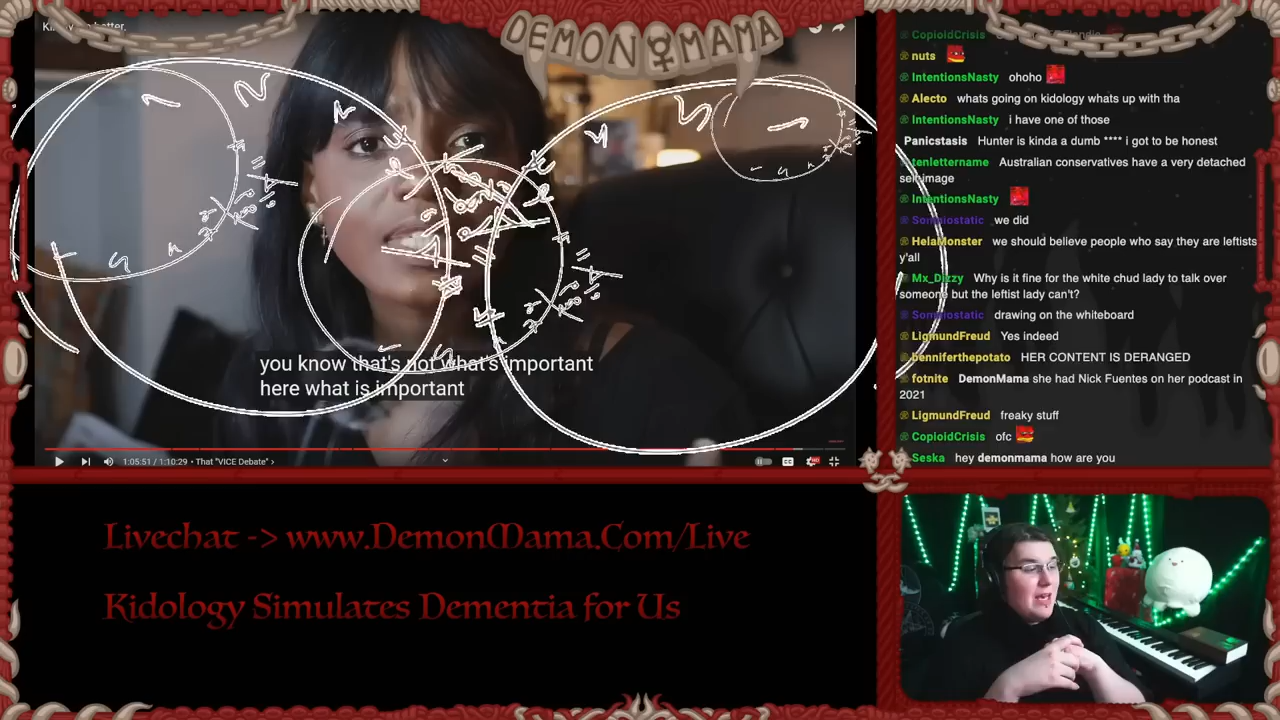 DEMON MAMA
you know that's not what's important
here what is important
1:05:51 / 1:10:29 • That "VICE Debate" ›
CopioidCrisis
nuts
IntentionsNasty ohoho
Alecto whats going on kidology whats up with tha
IntentionsNasty i have one of those
Panicstasis Hunter is kinda a dumb **** i got to be honest
tenlettername Australian conservatives have a very detached
self image
IntentionsNasty
Somniostatic we did
HelaMonster we should believe people who say they are leftists
y'all
Mx_Dizzy Why is it fine for the white chud lady to talk over
someone but the leftist lady can't?
Somniostatic drawing on the whiteboard
LigmundFreud Yes indeed
benniferthepotato HER CONTENT IS DERANGED
fotnite DemonMama she had Nick Fuentes on her podcast in
2021
LigmundFreud freaky stuff
CopioidCrisis ofc
Seska hey demonmama how are you
Livechat -> www.DemonMama.Com/Live
Kidology Simulates Dementia for Us